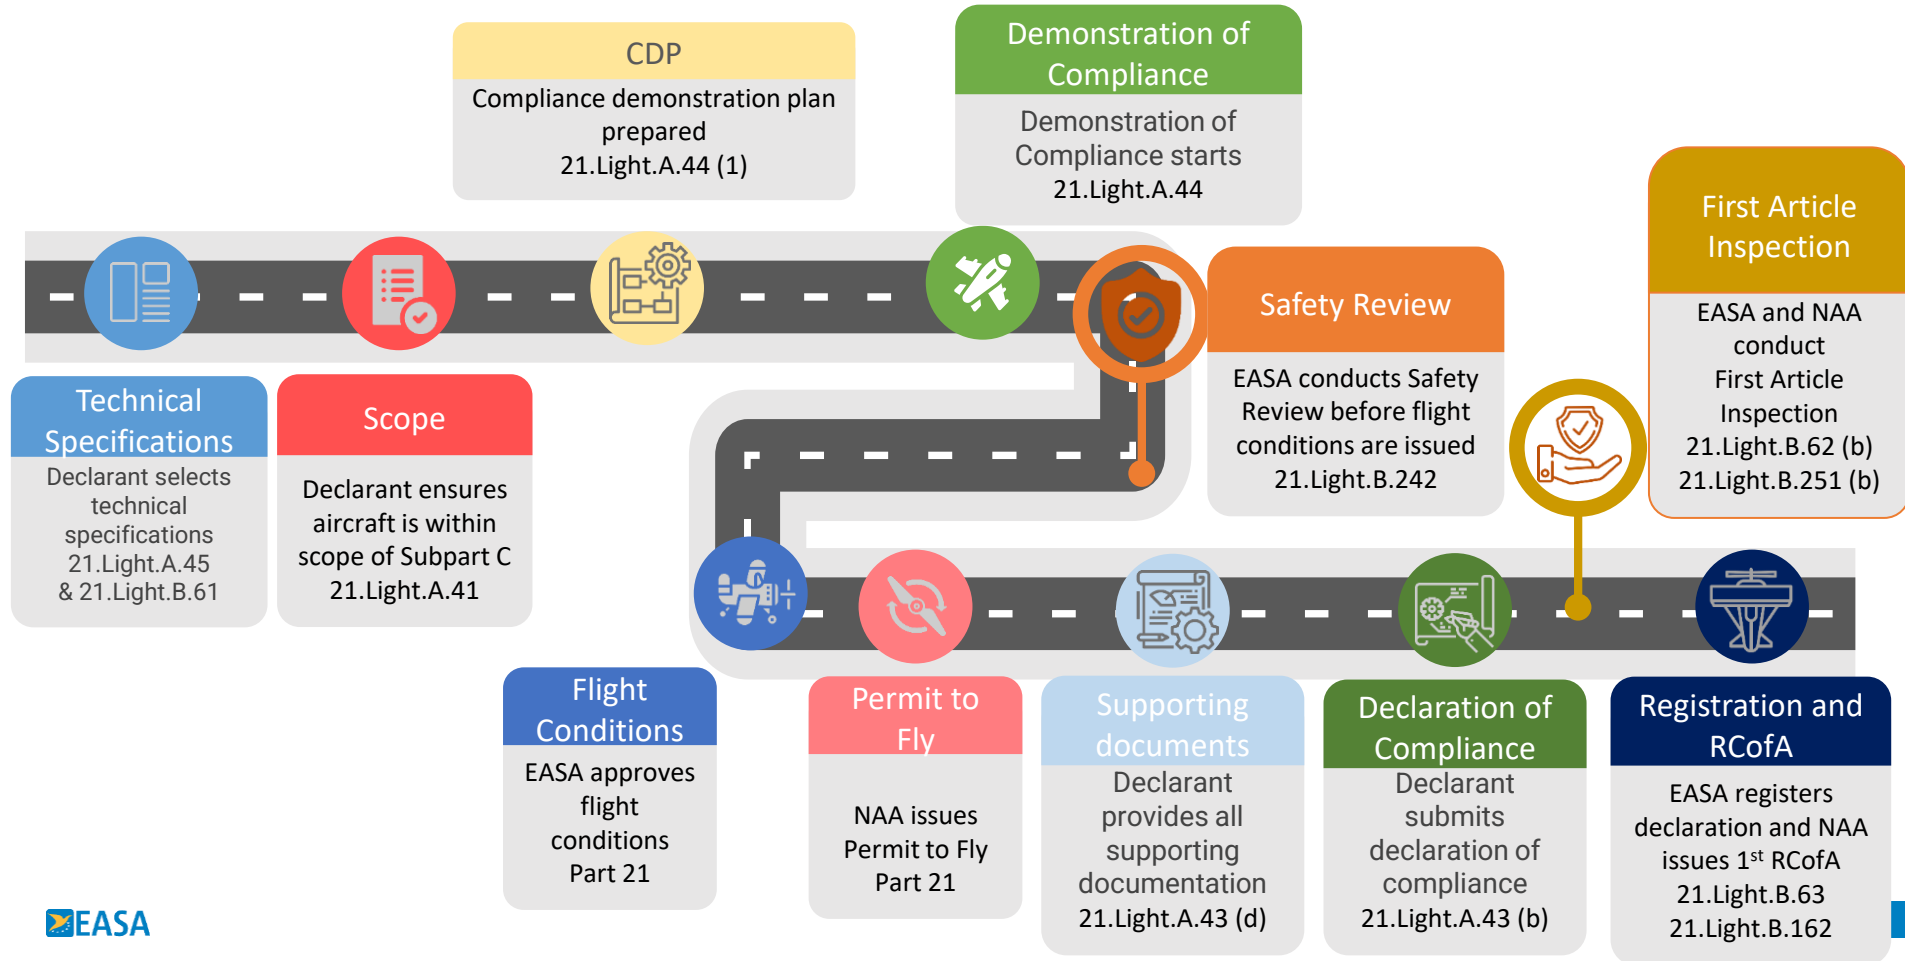 CDP
Compliance demonstration plan
prepared
21.Light.A.44 (1)
Demonstration of
Compliance
Demonstration of
Compliance starts
21.Light.A.44
First Article
Inspection
EASA and NAA
conduct
First Article
Inspection
21.Light.B.62 (b)
21.Light.B.251 (b)
Safety Review
EASA conducts Safety
Review before flight
conditions are issued
21.Light.B.242
Technical
Specifications
Declarant selects
technical
specifications
21.Light.A.45
& 21.Light.B.61
Scope
Declarant ensures
aircraft is within
scope of Subpart C
21.Light.A.41
Flight
Conditions
EASA approves
flight
conditions
Part 21
Permit to
Fly
NAA issues
Permit to Fly
Part 21
Supporting
documents
Declarant
provides all
supporting
documentation
21.Light.A.43 (d)
Declaration of
Compliance
Declarant
submits
declaration of
compliance
21.Light.A.43 (b)
Registration and
RCofA
EASA registers
declaration and NAA
issues 1st RCofA
21.Light.B.63
21.Light.B.162
EASA